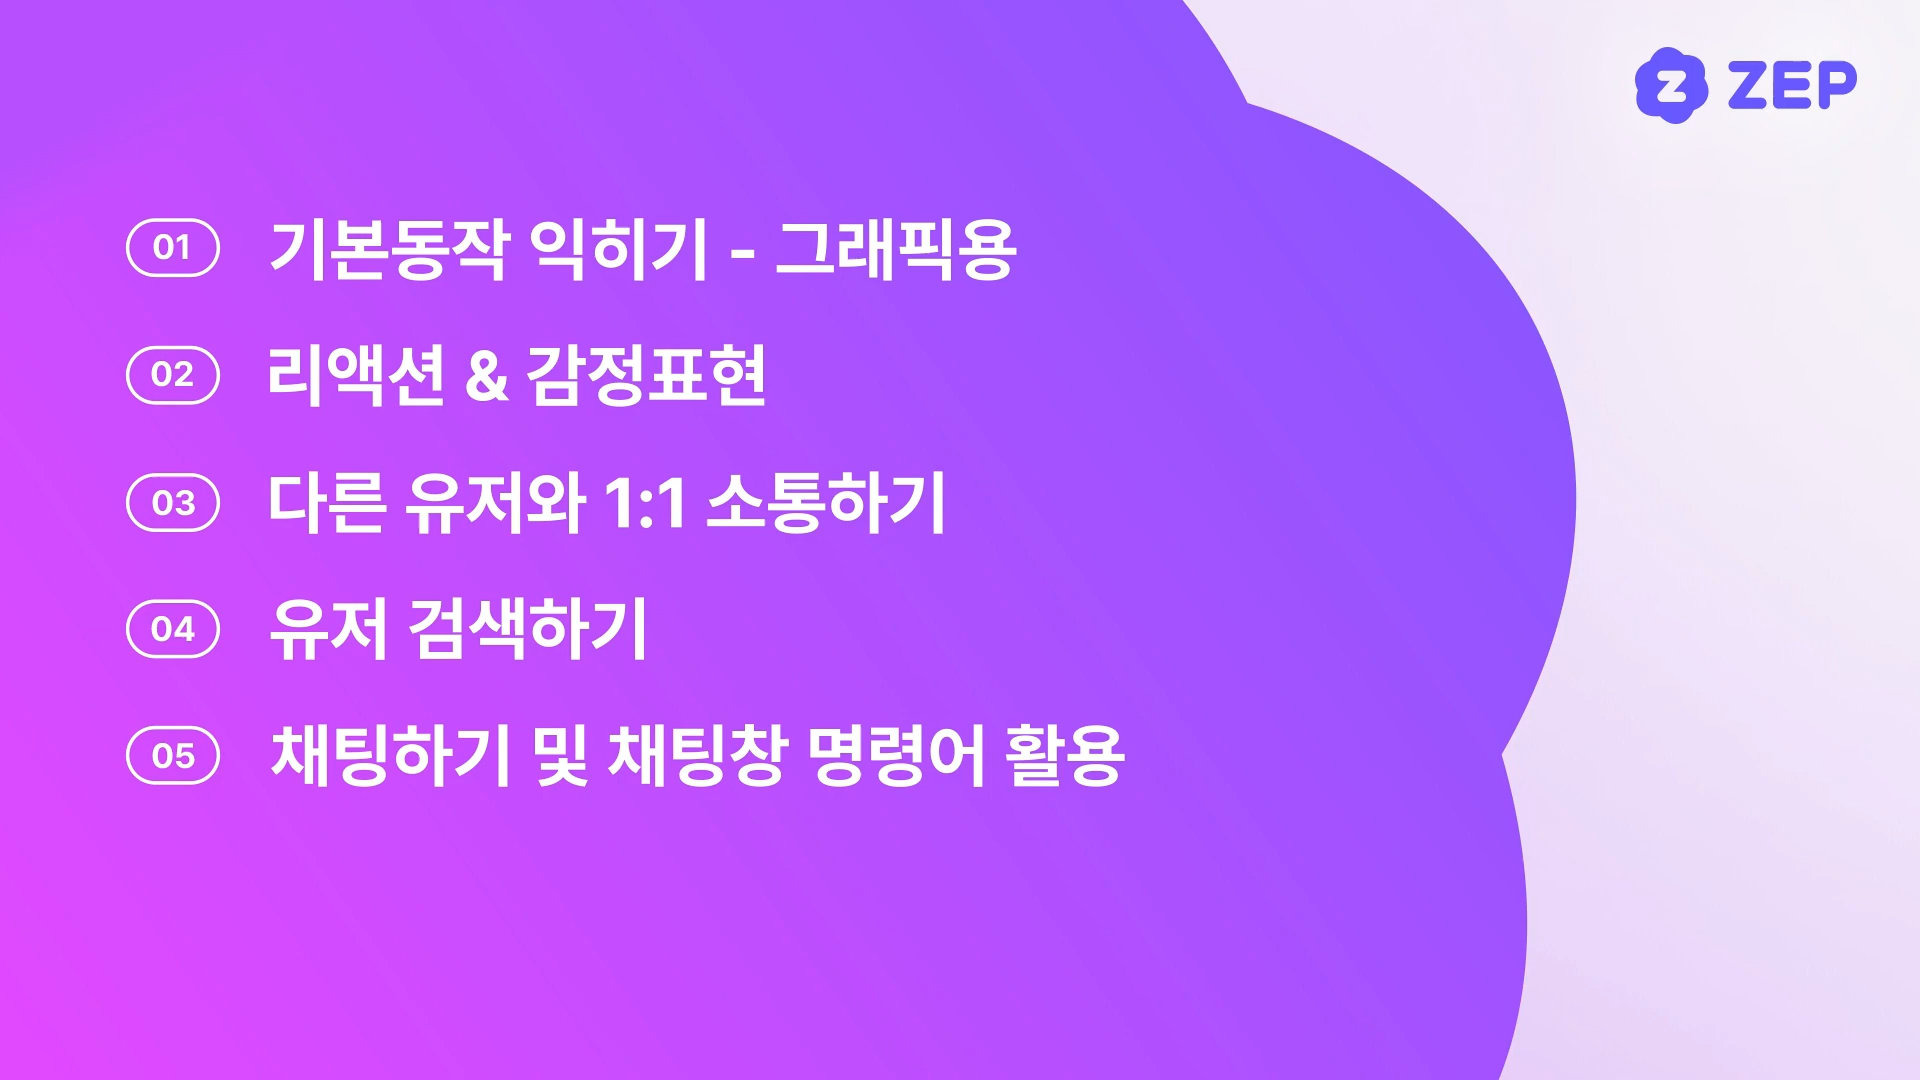 ZEP
01 기본동작 익히기 - 그래픽용
02 리액션 & 감정표현
03 다른 유저와 1:1 소통하기
04 유저 검색하기
05 채팅하기 및 채팅창 명령어 활용